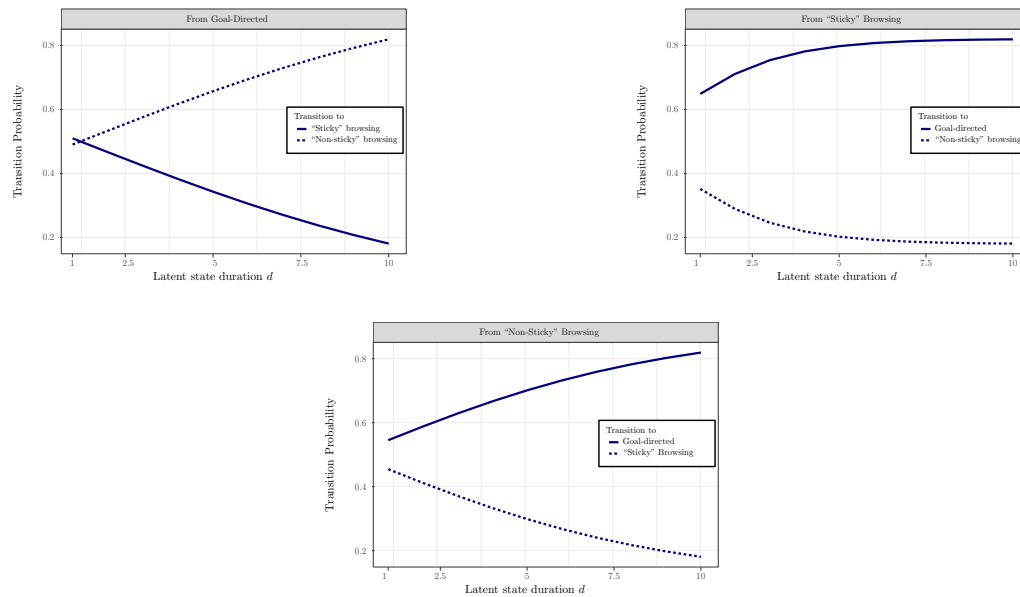 From Goal-Directed
Transition Probability
0.8
0.6
0.4
0.2
Transition to
“Sticky” browsing
“Non-sticky” browsing
1 2.5 5 7.5 10
Latent state duration d
From “Sticky” Browsing
Transition Probability
0.8
0.6
0.4
0.2
Transition to
Goal-directed
“Non-sticky” browsing
1 2.5 5 7.5 10
Latent state duration d
From “Non-Sticky” Browsing
Transition Probability
0.8
0.6
0.4
0.2
Transition to
Goal-directed
“Sticky” Browsing
1 2.5 5 7.5 10
Latent state duration d